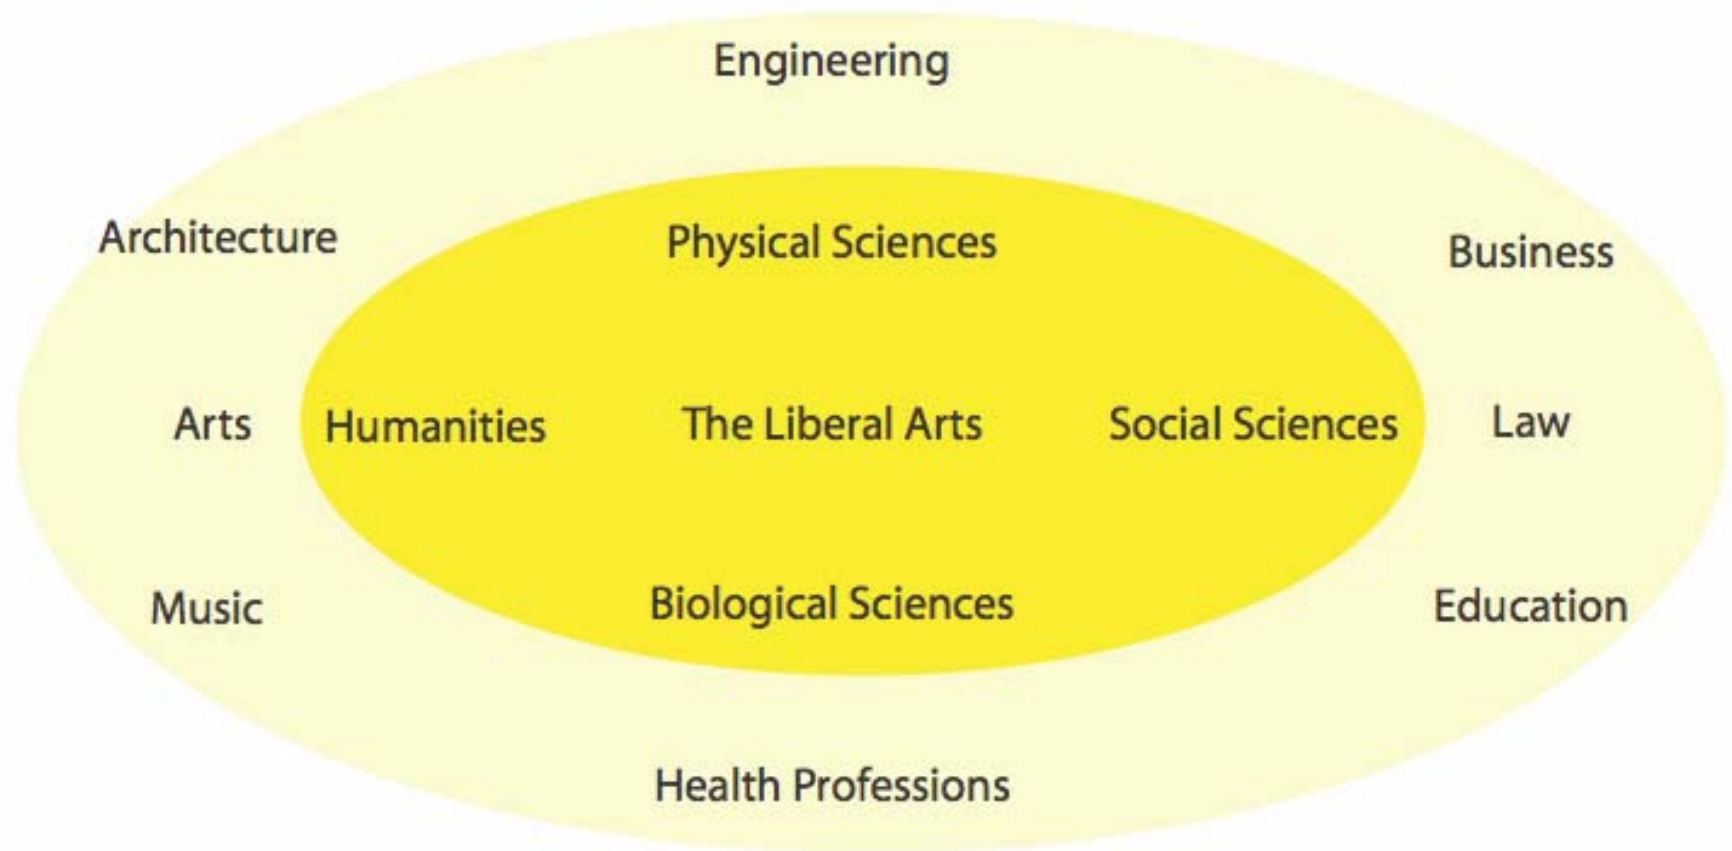 Engineering
Architecture
Physical Sciences
Business
Arts
Humanities
The Liberal Arts
Social Sciences
Law
Music
Biological Sciences
Education
Health Professions